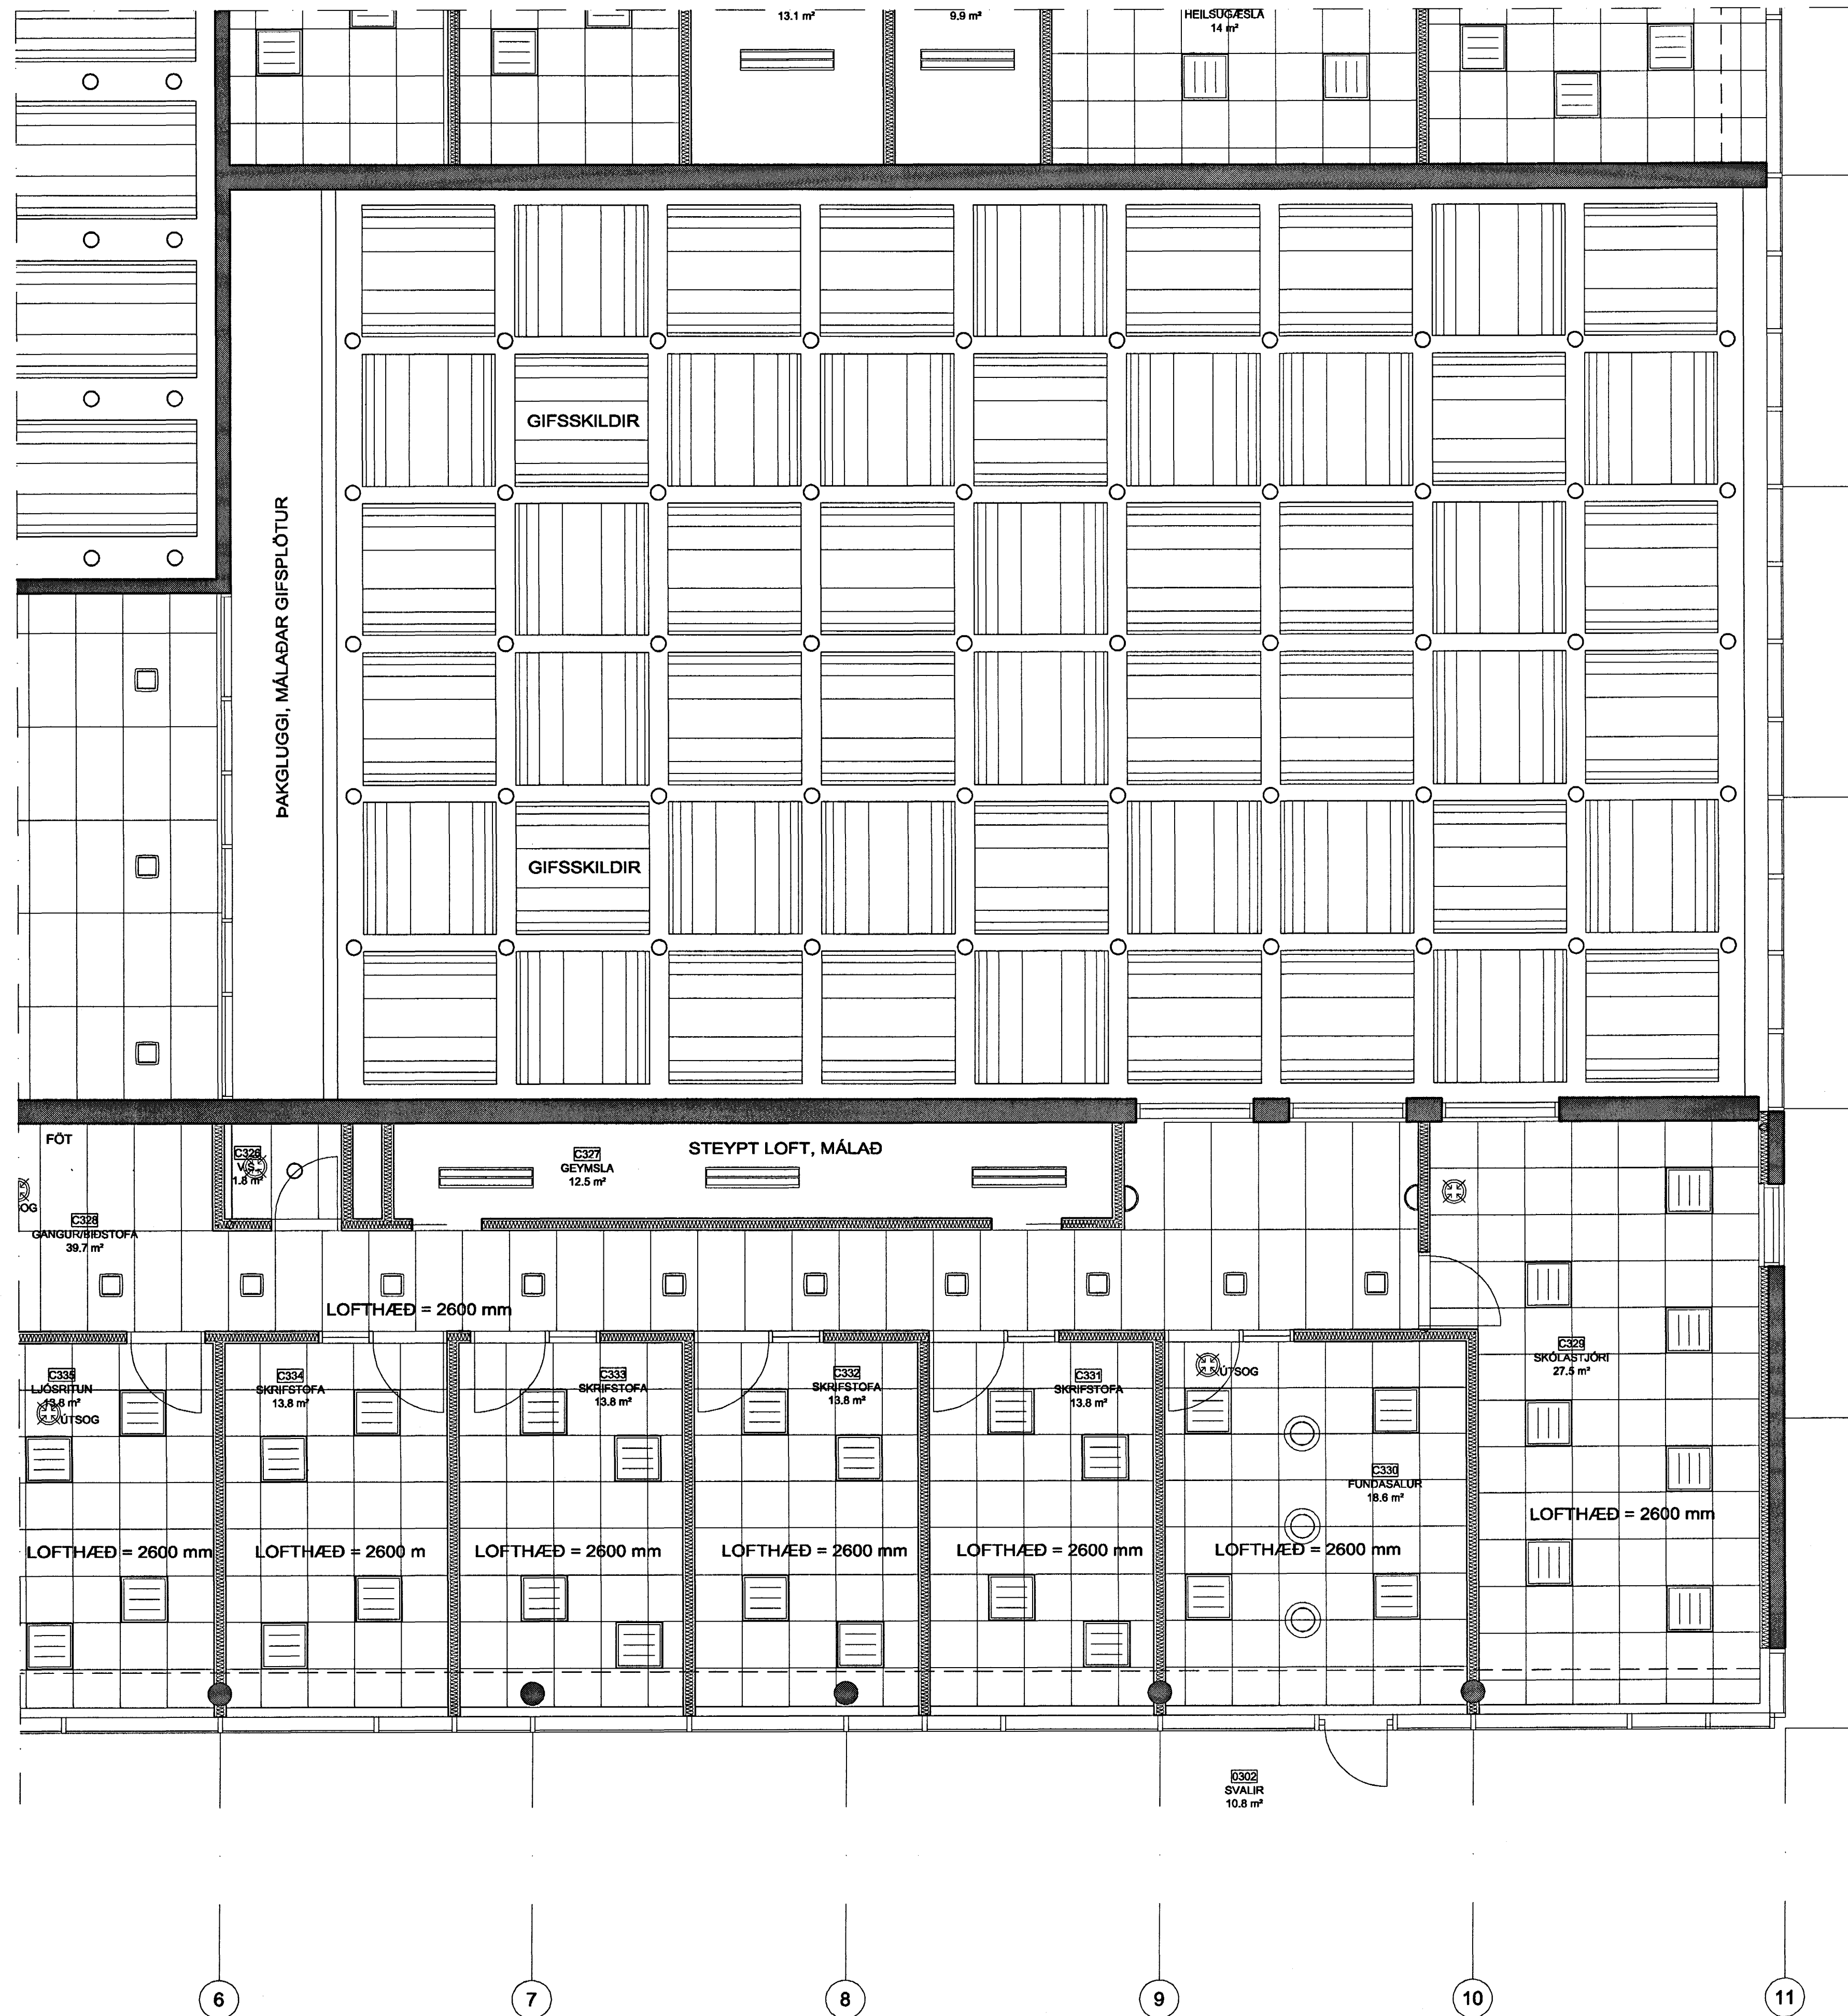 13.1 m²
9.9 m²
HEILSUGÆSLA
14 m²
GIFSSKILDIR
ÞAKGLUGGI, MÁLAÐAR GIFSPLÖTUR
GIFSSKILDIR
FÖT
C326
V.S.
1.8 m²
C327
GEYMSLA
12.5 m²
STEYPT LOFT, MÁLAÐ
OG
C328
GANGUR/BIÐSTOFA
39.7 m²
LOFTHÆÐ = 2600 mm
C335
LJÓSRITUN
13.8 m²
ÚTSOG
C334
SKRIFSTOFA
13.8 m²
C333
SKRIFSTOFA
13.8 m²
C332
SKRIFSTOFA
13.8 m²
C331
SKRIFSTOFA
13.8 m²
ÚTSOG
C330
FUNDASALUR
18.6 m²
C329
SKÓLASTJÓRI
27.5 m²
LOFTHÆÐ = 2600 mm
LOFTHÆÐ = 2600 mm
LOFTHÆÐ = 2600 m
LOFTHÆÐ = 2600 mm
LOFTHÆÐ = 2600 mm
LOFTHÆÐ = 2600 mm
LOFTHÆÐ = 2600 mm
0302
SVALIR
10.8 m²
6
7
8
9
10
11